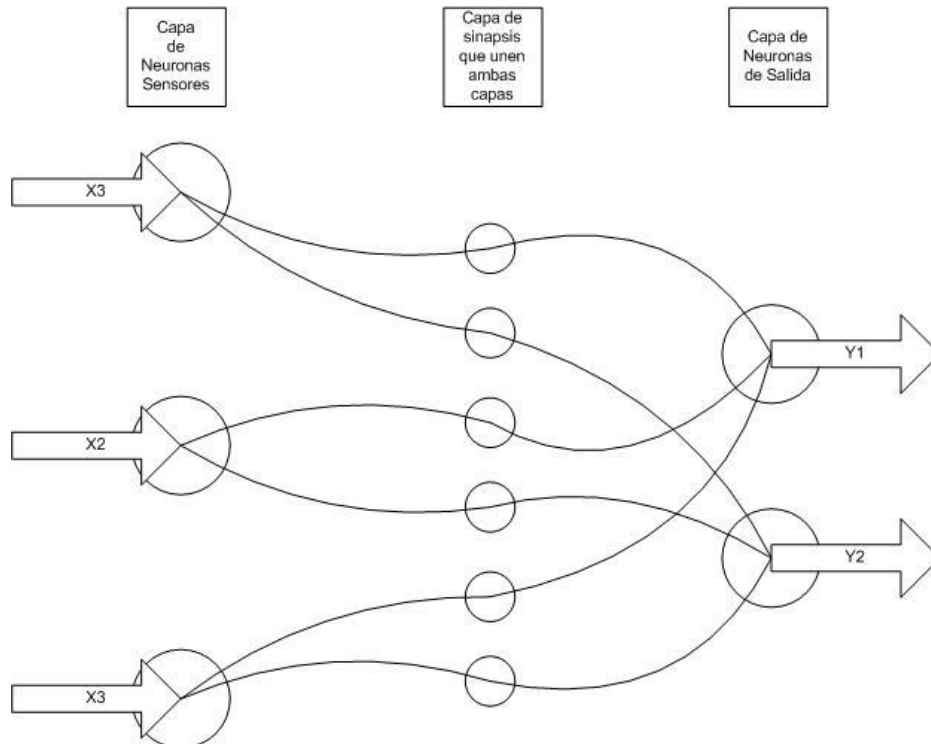 Capa
de
Neuronas
Sensores
Capa de
sinapsis
que unen
ambas
capas
Capa de
Neuronas
de Salida
X3
Y1
X2
Y2
X3